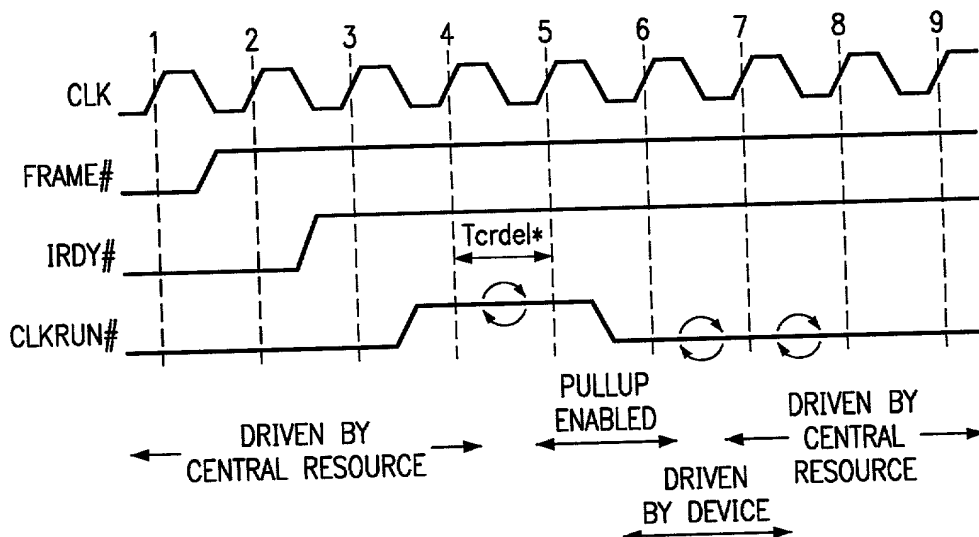 1 2 3 4 5 6 7 8 9
CLK
FRAME#
IRDY#
Tcrdel*
CLKRUN#
PULLUP
ENABLED
DRIVEN BY
CENTRAL RESOURCE
DRIVEN BY
CENTRAL
RESOURCE
DRIVEN
BY DEVICE